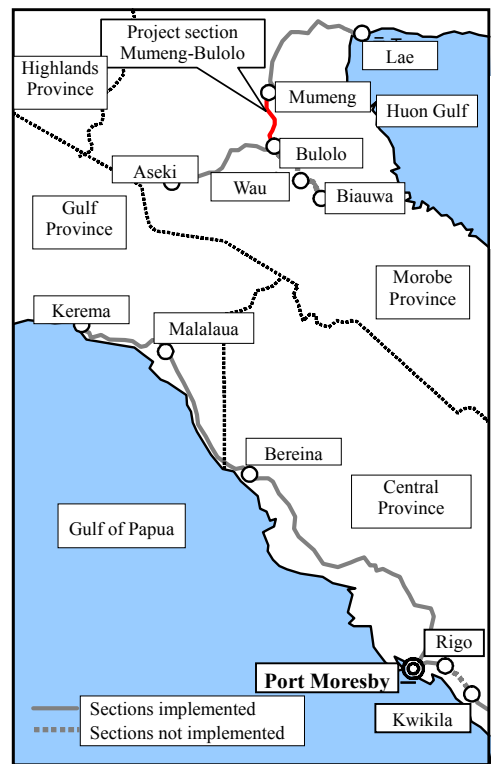 Project section
Mumeng-Bulolo
Highlands
Province
Lae
Mumeng
Huon Gulf
Bulolo
Aseki
Wau
Biauwa
Gulf
Province
Morobe
Province
Kerema
Malalaua
Bereina
Central
Province
Gulf of Papua
Rigo
Port Moresby
Kwikila
Sections implemented
Sections not implemented